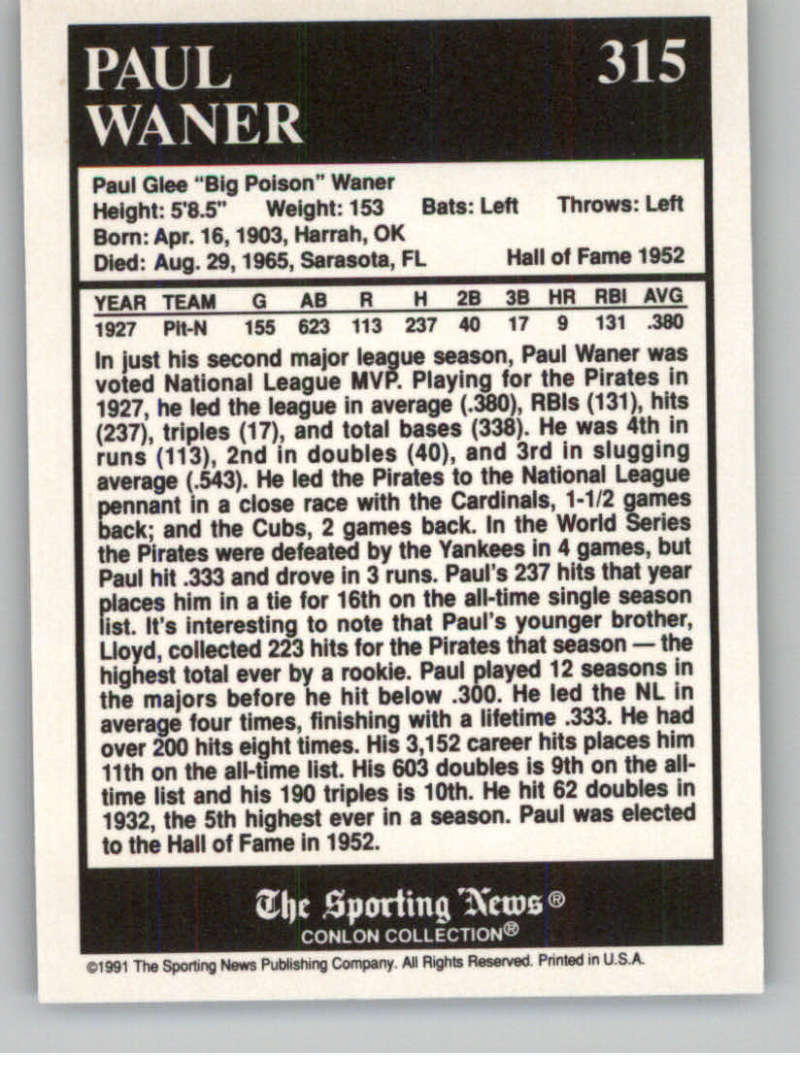 PAUL
WANER
315
Paul Glee "Big Poison" Waner
Height: 5'8.5" Weight: 153 Bats: Left Throws: Left
Born: Apr. 16, 1903, Harrah, OK
Died: Aug. 29, 1965, Sarasota, FL Hall of Fame 1952
YEAR TEAM G AB R H 2B 3B HR RBI AVG
1927 Pit-N 155 623 113 237 40 17 9 131 .380
In just his second major league season, Paul Waner was
voted National League MVP. Playing for the Pirates in
1927, he led the league in average (.380), RBIs (131), hits
(237), triples (17), and total bases (338). He was 4th in
runs (113), 2nd in doubles (40), and 3rd in slugging
average (.543). He led the Pirates to the National League
pennant in a close race with the Cardinals, 1-1/2 games
back; and the Cubs, 2 games back. In the World Series
the Pirates were defeated by the Yankees in 4 games, but
Paul hit .333 and drove in 3 runs. Paul's 237 hits that year
places him in a tie for 16th on the all-time single season
list. It's interesting to note that Paul's younger brother,
Lloyd, collected 223 hits for the Pirates that season — the
highest total ever by a rookie. Paul played 12 seasons in
the majors before he hit below .300. He led the NL in
average four times, finishing with a lifetime .333. He had
over 200 hits eight times. His 3,152 career hits places him
11th on the all-time list. His 603 doubles is 9th on the all-
time list and his 190 triples is 10th. He hit 62 doubles in
1932, the 5th highest ever in a season. Paul was elected
to the Hall of Fame in 1952.
The Sporting News®
CONLON COLLECTION®
©1991 The Sporting News Publishing Company. All Rights Reserved. Printed in U.S.A.